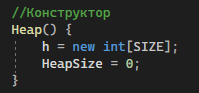 //Конструктор
Heap() {
h = new int[SIZE];
HeapSize = 0;
}